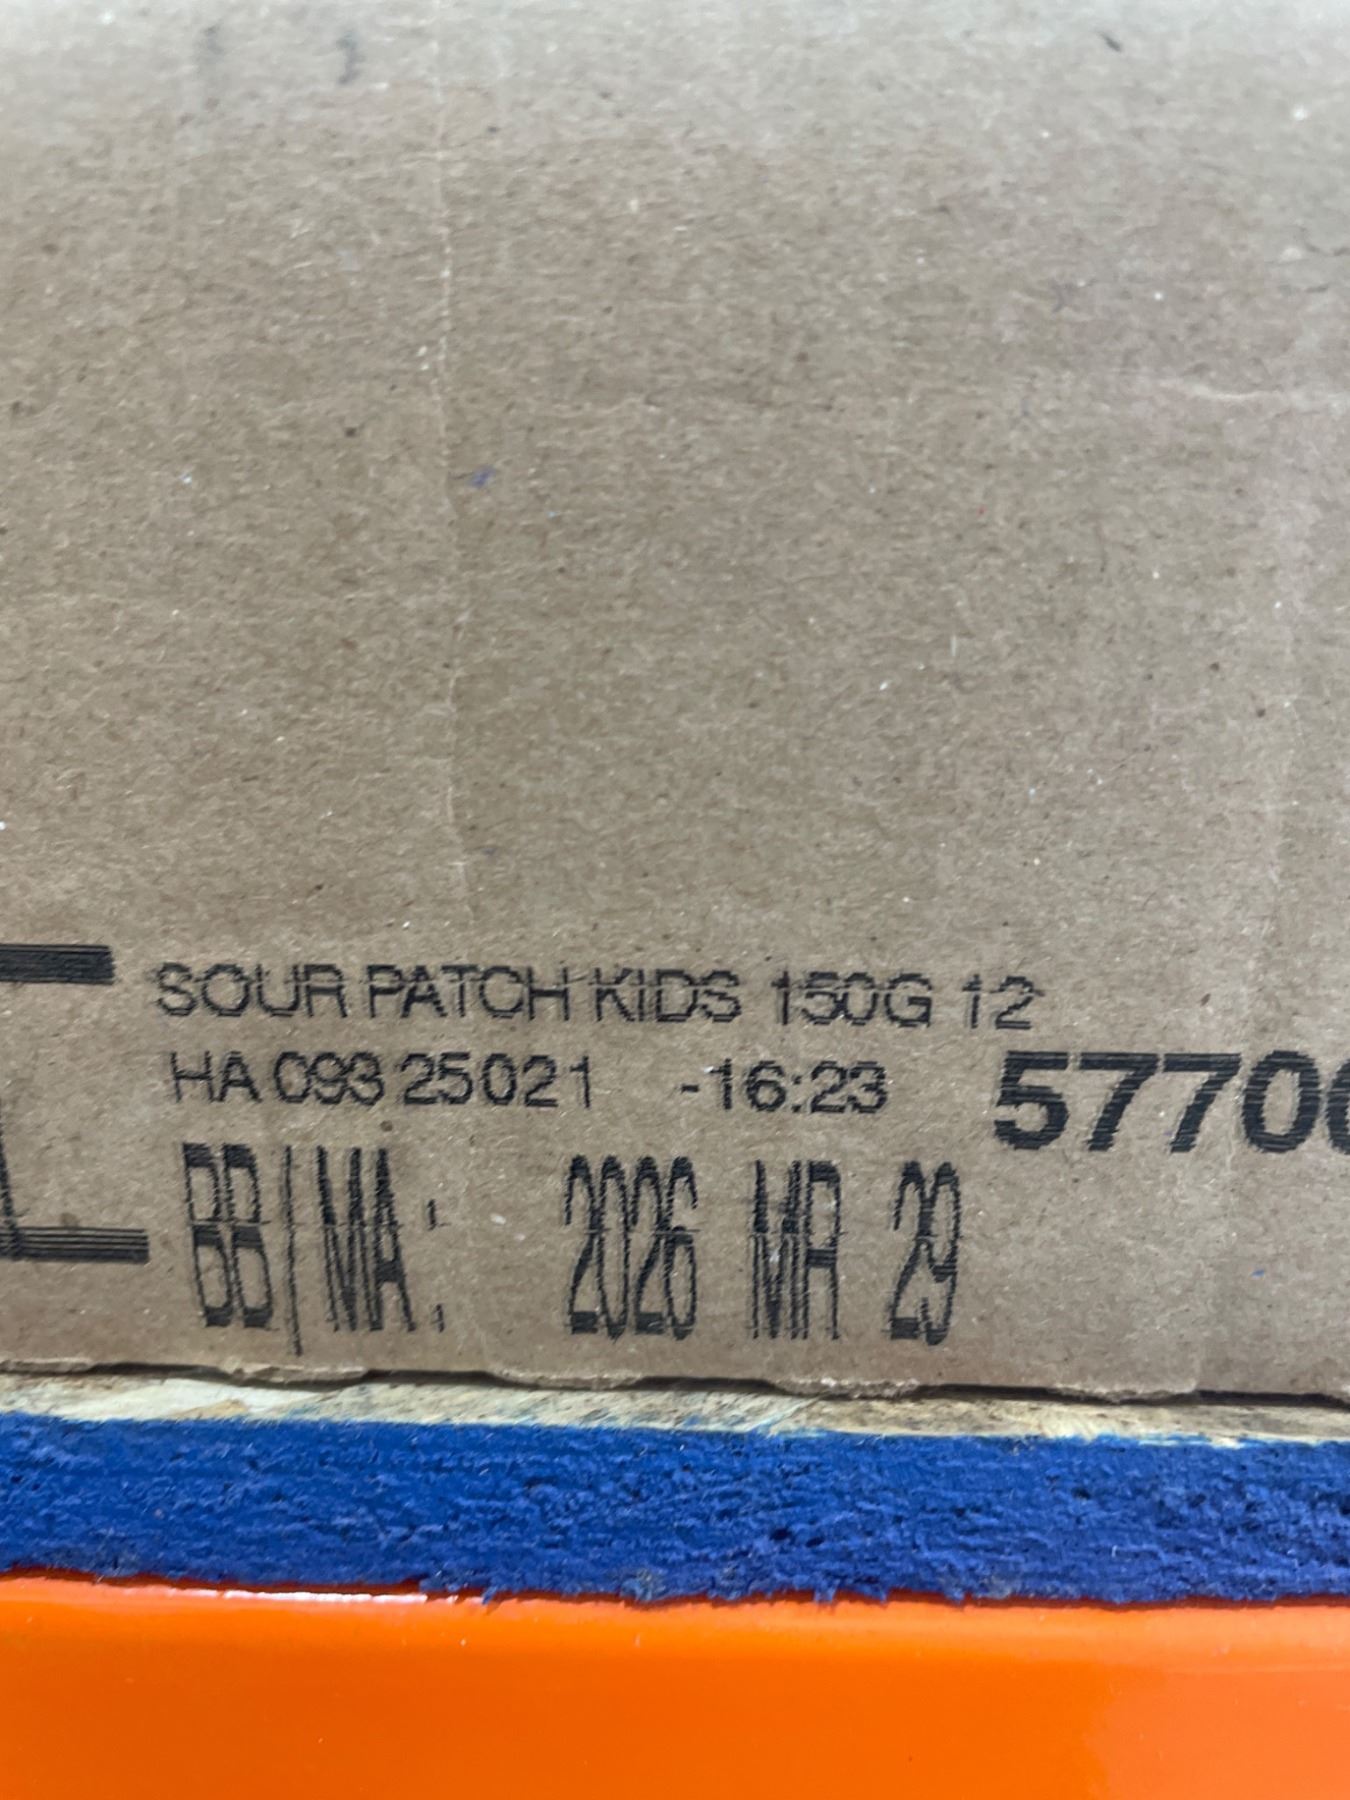 SOUR PATCH KIDS 150G 12
HA 093 25021 -16:23
5770
BB/MA: 2026 MR 29